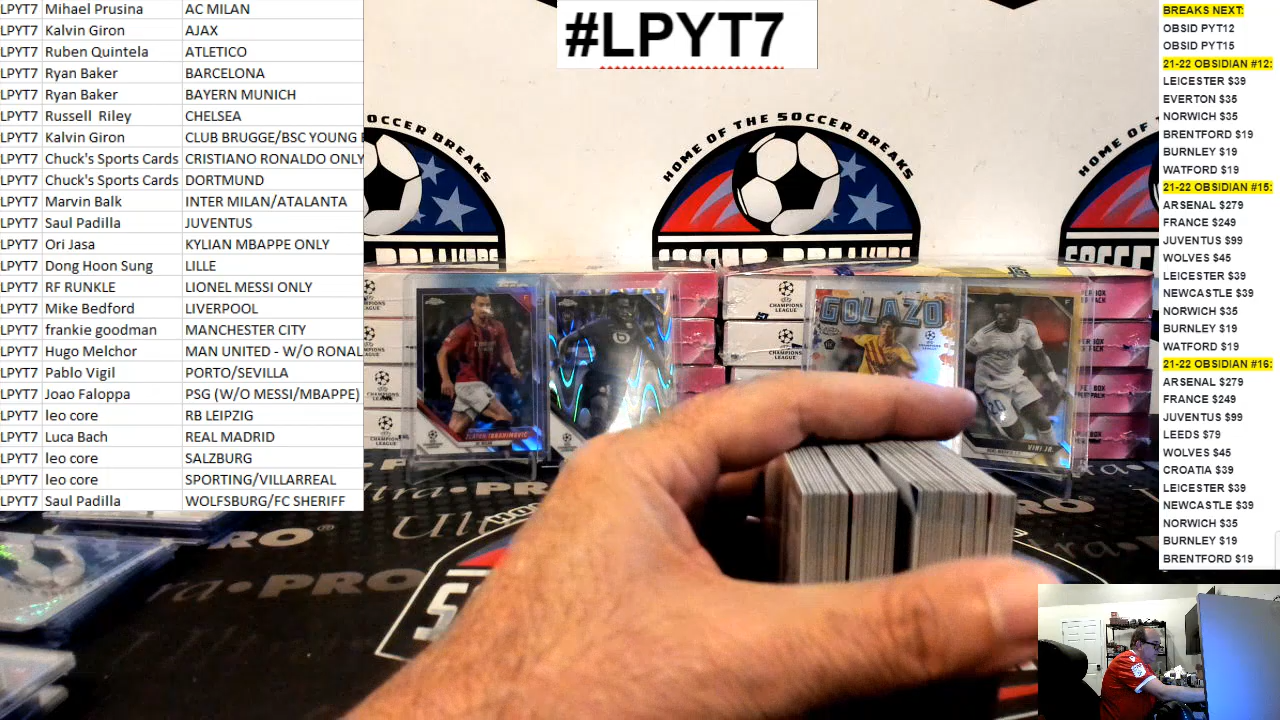 LPYT7 Mihael Prusina AC MILAN
LPYT7 Kalvin Giron AJAX
LPYT7 Ruben Quintela ATLETICO
LPYT7 Ryan Baker BARCELONA
LPYT7 Ryan Baker BAYERN MUNICH
LPYT7 Russell Riley CHELSEA
LPYT7 Kalvin Giron CLUB BRUGGE/BSC YOUNG
LPYT7 Chuck's Sports Cards CRISTIANO RONALDO ONLY
LPYT7 Chuck's Sports Cards DORTMUND
LPYT7 Marvin Balk INTER MILAN/ATALANTA
LPYT7 Saul Padilla JUVENTUS
LPYT7 Ori Jasa KYLIAN MBAPPE ONLY
LPYT7 Dong Hoon Sung LILLE
LPYT7 RF RUNKLE LIONEL MESSI ONLY
LPYT7 Mike Bedford LIVERPOOL
LPYT7 frankie goodman MANCHESTER CITY
LPYT7 Hugo Melchor MAN UNITED - W/O RONAL
LPYT7 Pablo Vigil PORTO/SEVILLA
LPYT7 Joao Faloppa PSG (W/O MESSI/MBAPPE)
LPYT7 leo core RB LEIPZIG
LPYT7 Luca Bach REAL MADRID
LPYT7 leo core SALZBURG
LPYT7 leo core SPORTING/VILLARREAL
LPYT7 Saul Padilla WOLFSBURG/FC SHERIFF
#LPYT7
BREAKS NEXT:
OBSID PYT12
OBSID PYT15
21-22 OBSIDIAN #12:
LEICESTER $39
EVERTON $35
NORWICH $35
BRENTFORD $19
BURNLEY $19
WATFORD $19
21-22 OBSIDIAN #15:
ARSENAL $279
FRANCE $249
JUVENTUS $99
WOLVES $45
LEICESTER $39
NEWCASTLE $39
NORWICH $35
BURNLEY $19
WATFORD $19
21-22 OBSIDIAN #16:
ARSENAL $279
FRANCE $249
JUVENTUS $99
LEEDS $79
WOLVES $45
CROATIA $39
LEICESTER $39
NEWCASTLE $39
NORWICH $35
BURNLEY $19
BRENTFORD $19
CCER BREAKS
HOME OF THE SOCCER BREAKS
HOME OF T
CHAMPIONS LEAGUE
GOLAZO
ZLATAN IBRAHIMOVIC
VINI JR.
PRO
Ultra PRO